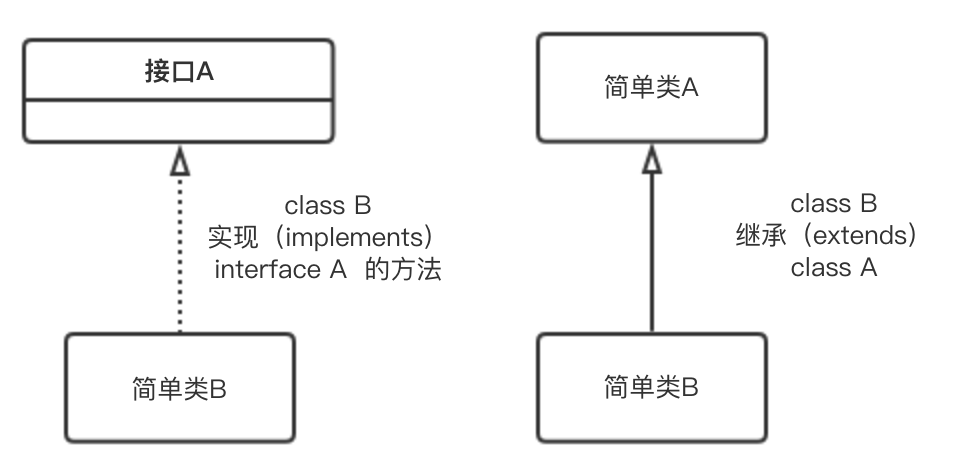 接口A
class B
实现（implements）
interface A 的方法
简单类B
简单类A
class B
继承（extends）
class A
简单类B